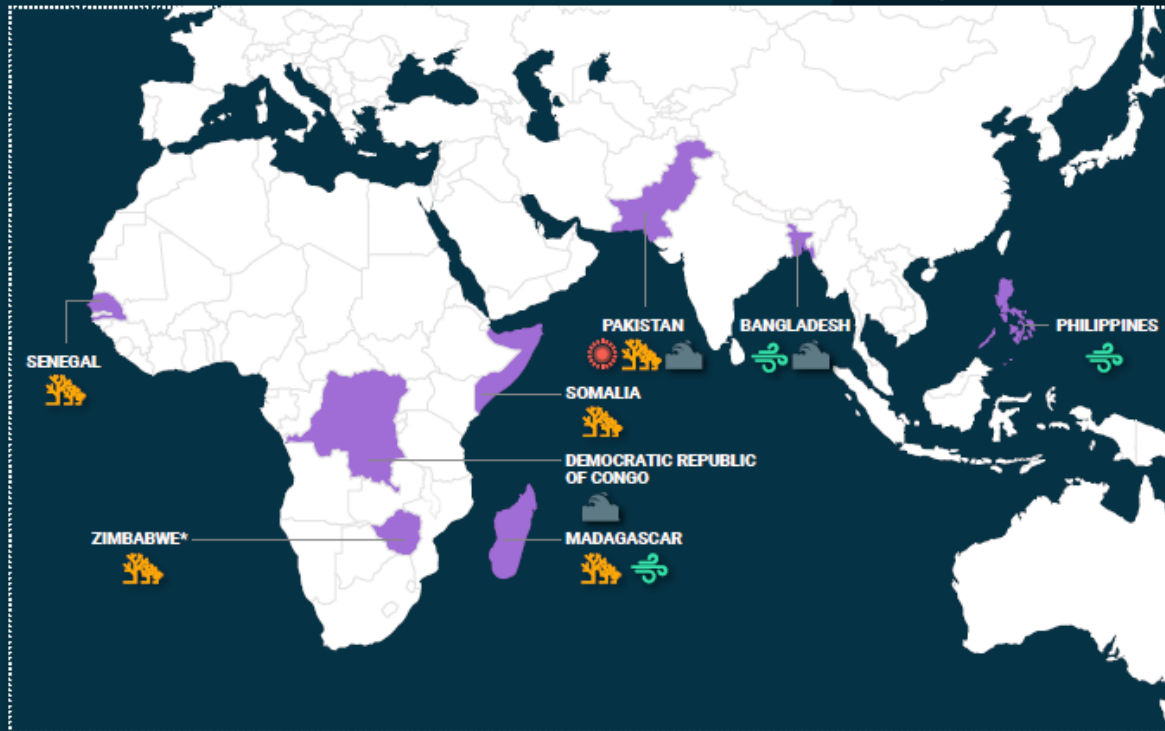 PAKISTAN
BANGLADESH
PHILIPPINES
SENEGAL
SOMALIA
DEMOCRATIC REPUBLIC
OF CONGO
ZIMBABWE*
MADAGASCAR